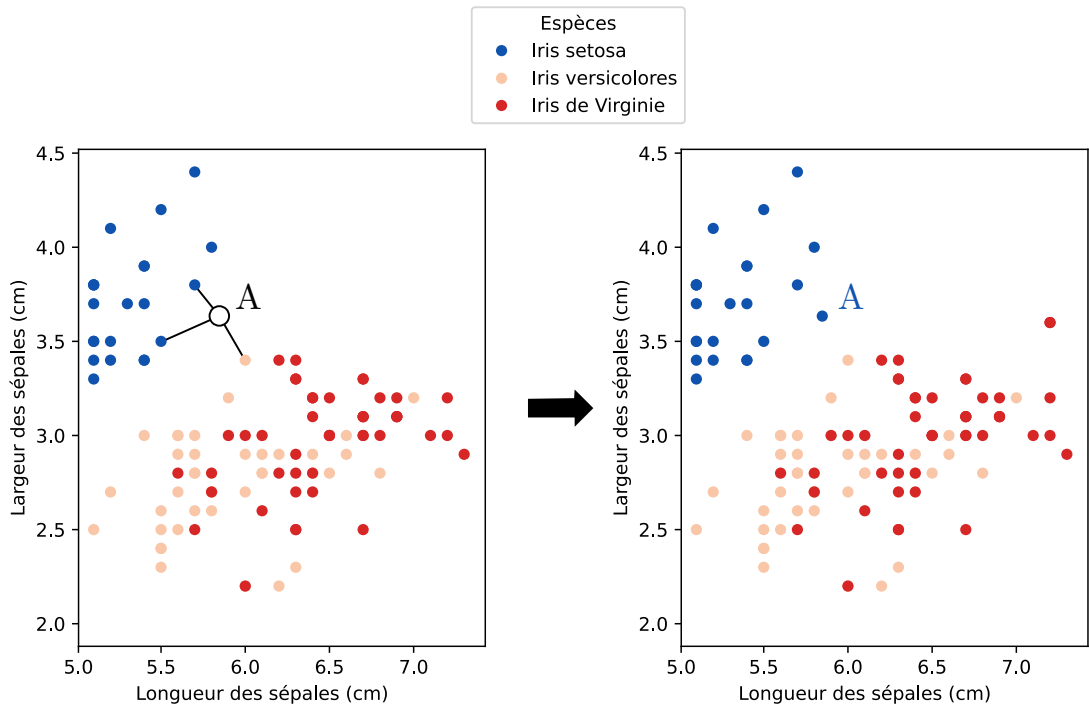 Espèces
Iris setosa
Iris versicolores
Iris de Virginie
4.5
4.0
3.5
3.0
2.5
2.0
Largeur des sépales (cm)
A
5.0 5.5 6.0 6.5 7.0
Longueur des sépales (cm)
4.5
4.0
3.5
3.0
2.5
2.0
Largeur des sépales (cm)
A
5.0 5.5 6.0 6.5 7.0
Longueur des sépales (cm)